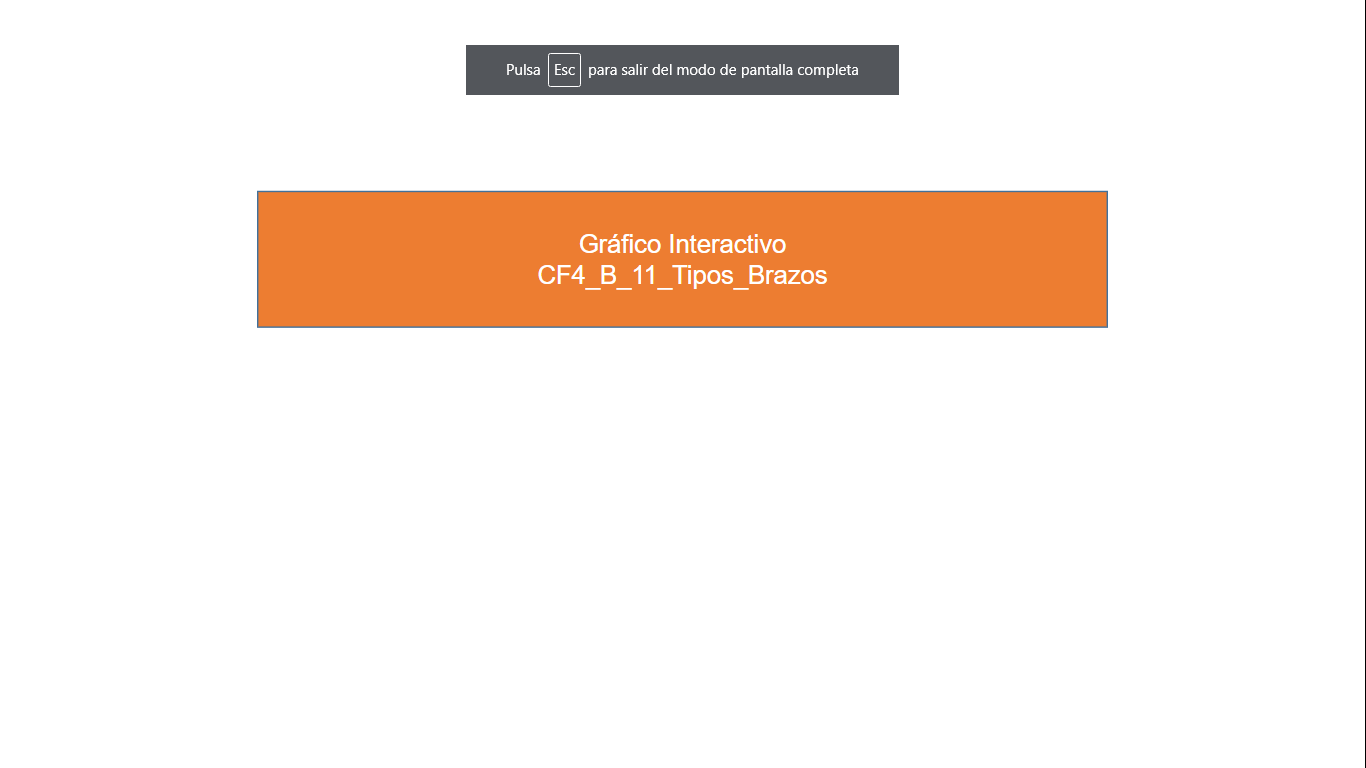 Pulsa Esc para salir del modo de pantalla completa
Gráfico Interactivo
CF4_B_11_Tipos_Brazos